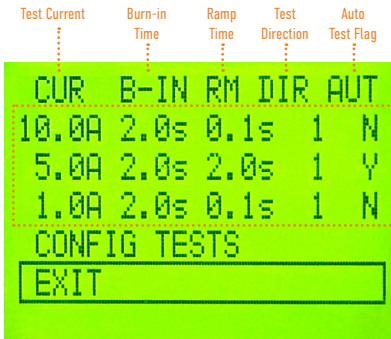 Test Current Burn-in Time Ramp Time Test Direction Auto Test Flag
CUR B-IN RM DIR AUT
10.0A 2.0s 0.1s 1 N
5.0A 2.0s 2.0s 1 Y
1.0A 2.0s 0.1s 1 N
CONFIG TESTS
EXIT